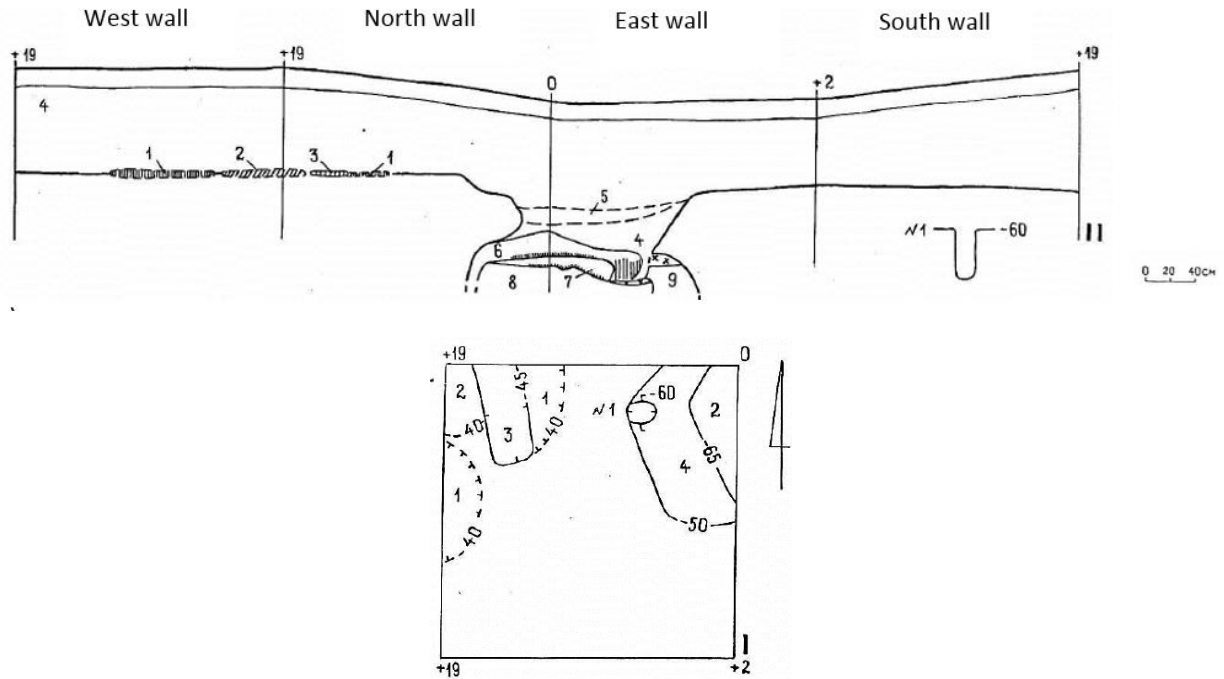 West wall North wall East wall South wall
+19 +19 0 +2 +19
4
1 2 3 1
5
6 4
8 7 9
N1 -60 II
0 20 40см
+19 0
2 -45 1 N1 -60 2
-40 3 -40
1 4 -65
-40 -50
I
+19 +2